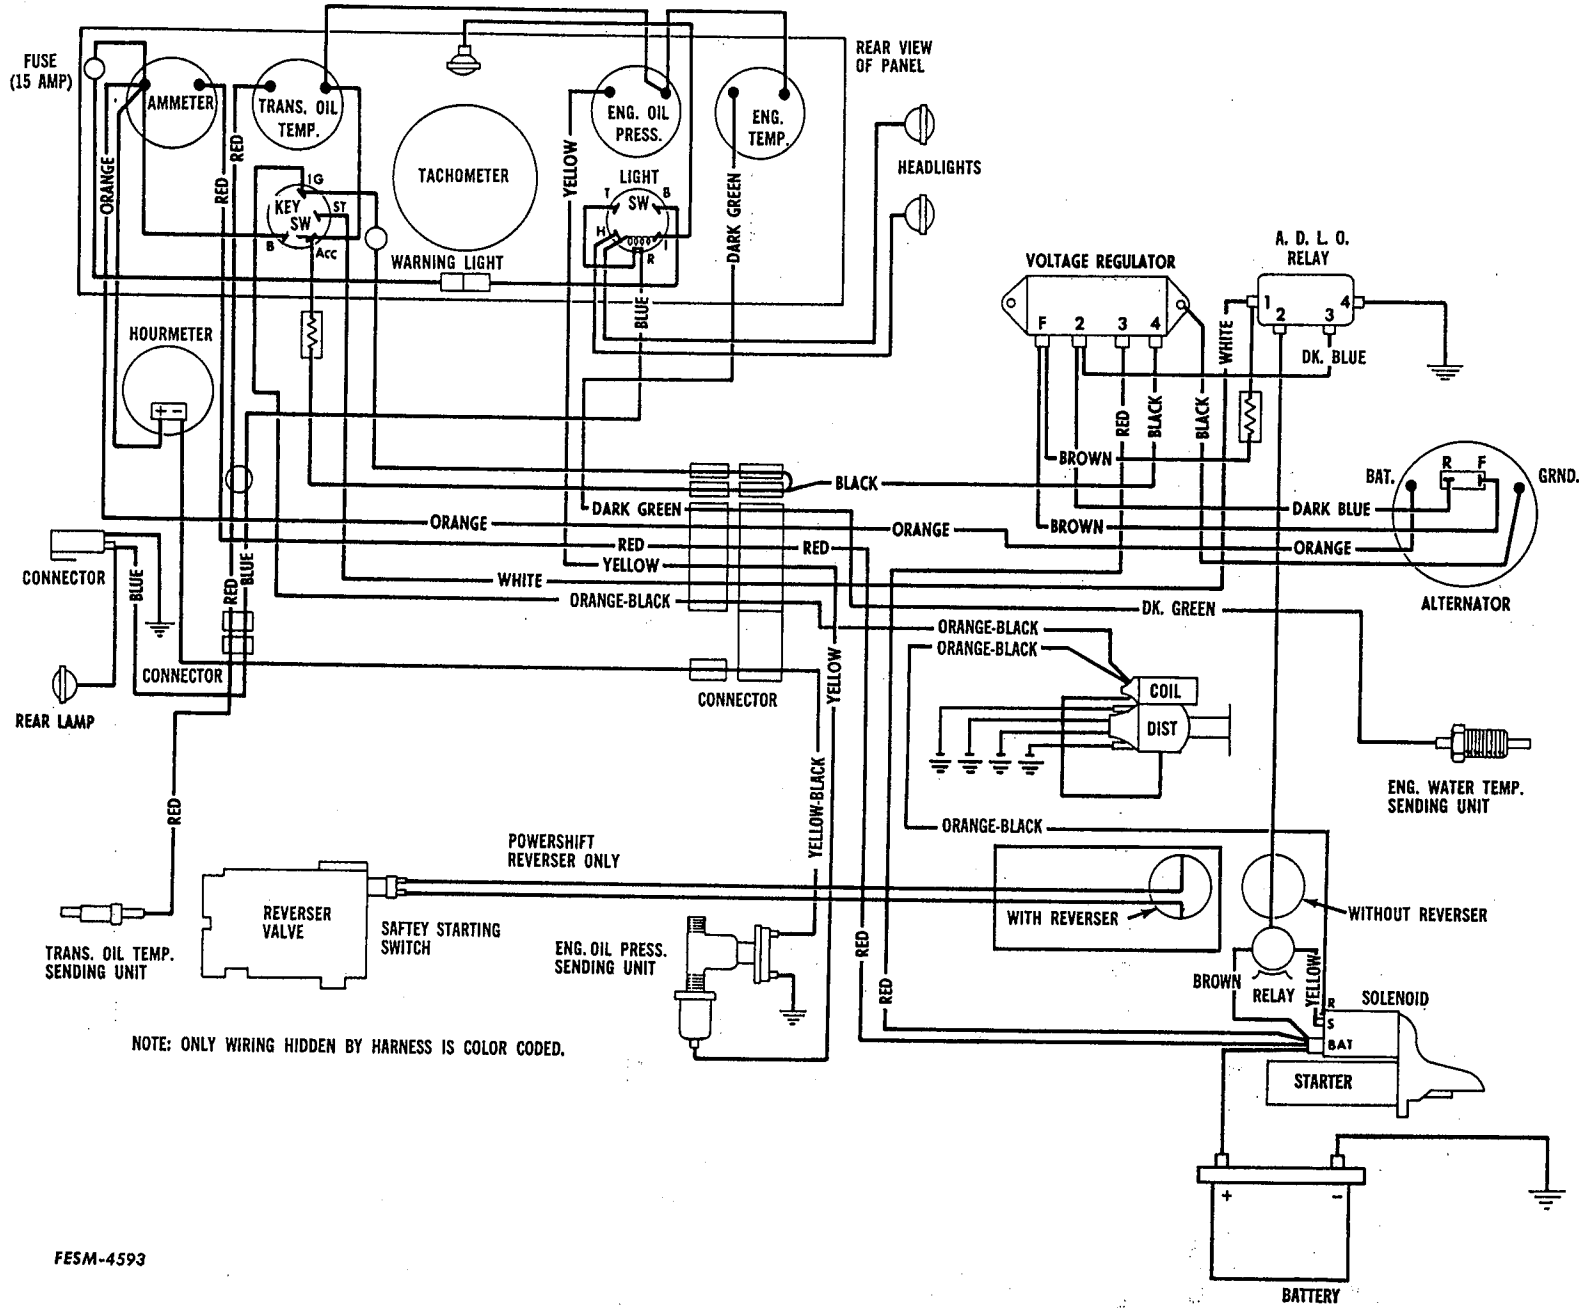 FUSE
(15 AMP)
AMMETER
TRANS. OIL
TEMP.
TACHOMETER
ENG. OIL
PRESS.
ENG.
TEMP.
REAR VIEW
OF PANEL
HEADLIGHTS
ORANGE
RED
RED
YELLOW
DARK GREEN
KEY
SW
IG
ST
B
Acc
LIGHT
SW
T
B
H
I
R
WARNING LIGHT
BLUE
HOURMETER
+ −
VOLTAGE REGULATOR
F 2 3 4
A. D. L. O.
RELAY
1
2
3
4
WHITE
DK. BLUE
RED
BLACK
BLACK
BROWN
BAT.
R F
GRND.
BLACK
DARK GREEN
DARK BLUE
ORANGE
ORANGE
BROWN
ORANGE
RED
RED
YELLOW
WHITE
ORANGE-BLACK
DK. GREEN
ALTERNATOR
CONNECTOR
BLUE
RED
BLUE
ORANGE-BLACK
ORANGE-BLACK
CONNECTOR
CONNECTOR
YELLOW
REAR LAMP
COIL
DIST
ENG. WATER TEMP.
SENDING UNIT
RED
YELLOW-BLACK
ORANGE-BLACK
POWERSHIFT
REVERSER ONLY
REVERSER
VALVE
SAFTEY STARTING
SWITCH
WITH REVERSER
WITHOUT REVERSER
TRANS. OIL TEMP.
SENDING UNIT
ENG. OIL PRESS.
SENDING UNIT
RED
RED
BROWN
YELLOW
RELAY
SOLENOID
R
S
BAT
STARTER
NOTE: ONLY WIRING HIDDEN BY HARNESS IS COLOR CODED.
+ −
BATTERY
FESM-4593